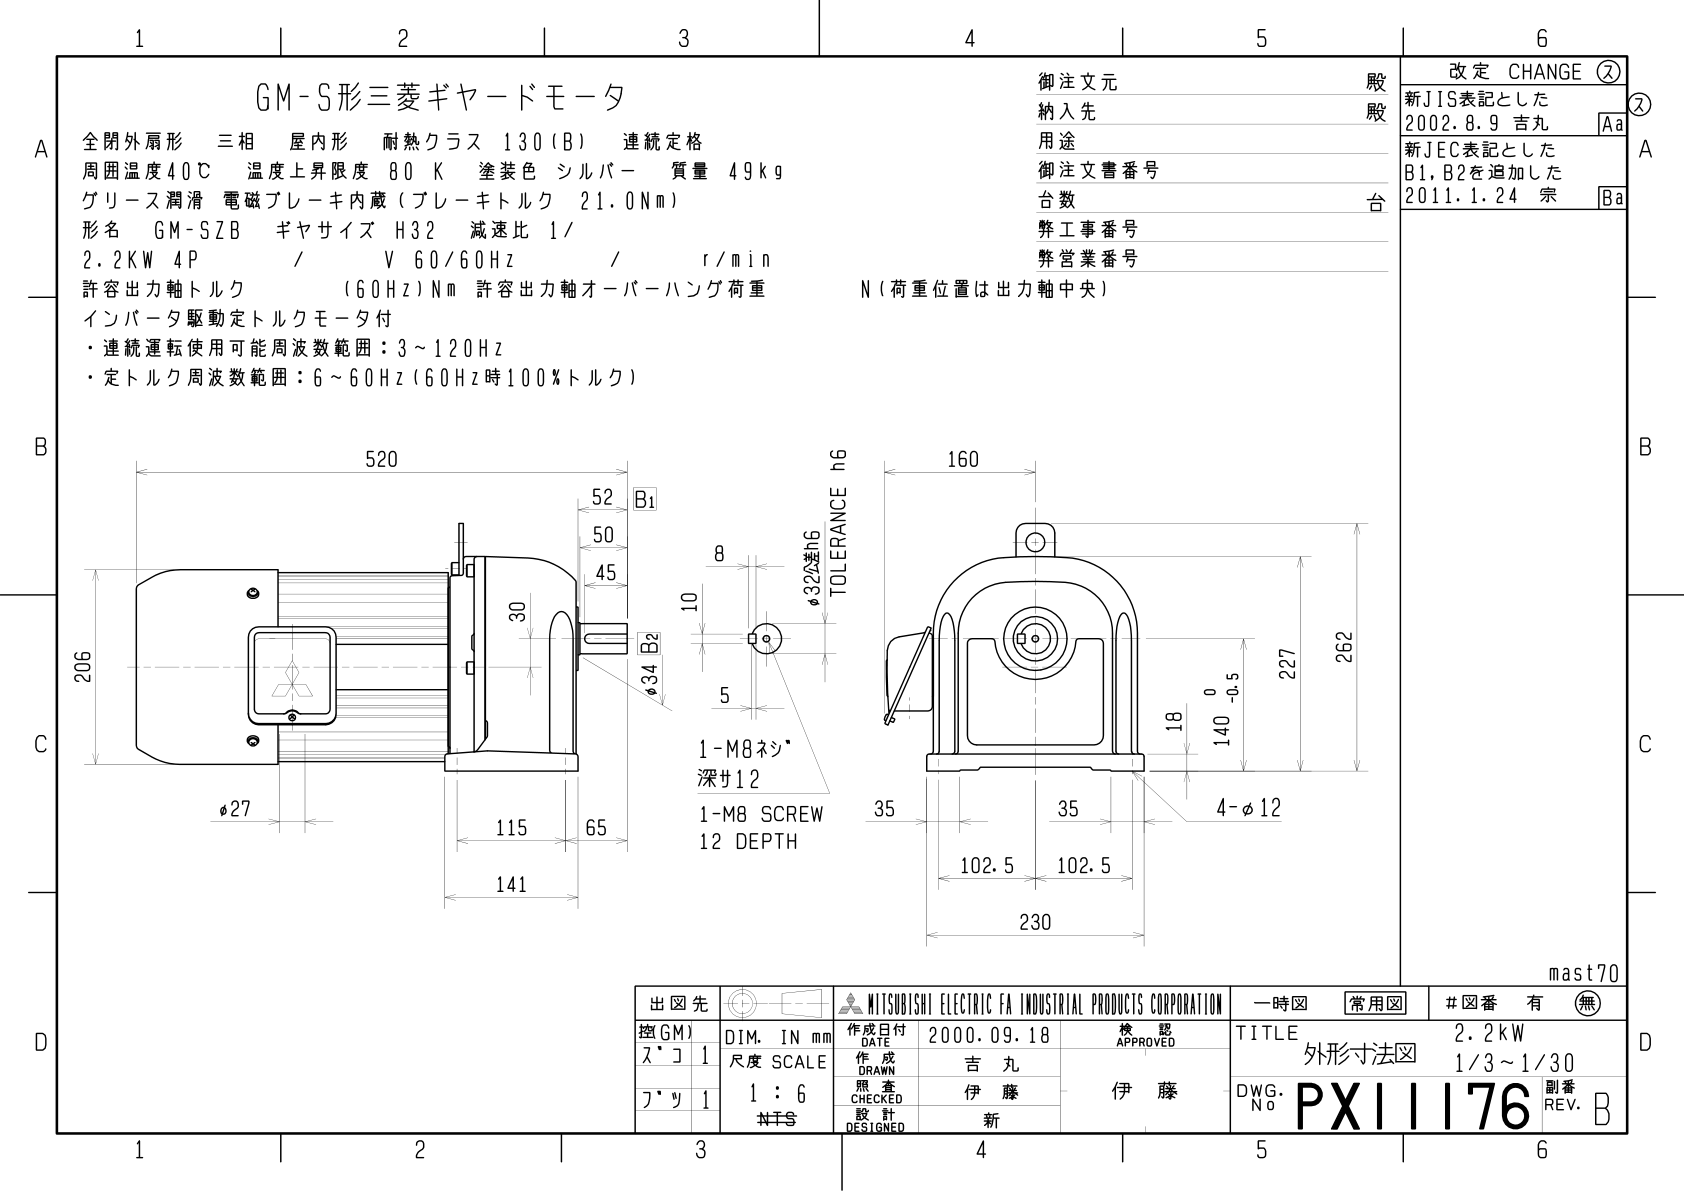 1 2 3 4 5 6
GM-S形三菱ギヤードモータ
全閉外扇形 三相 屋内形 耐熱クラス 130(B) 連続定格
周囲温度40℃ 温度上昇限度 80 K 塗装色 シルバー 質量 49kg
グリース潤滑 電磁ブレーキ内蔵(ブレーキトルク 21.0Nm)
形名 GM-SZB ギヤサイズ H32 減速比 1/
2.2KW 4P / V 60/60Hz / r/min
許容出力軸トルク (60Hz)Nm 許容出力軸オーバーハング荷重 N(荷重位置は出力軸中央)
インバータ駆動定トルクモータ付
・連続運転使用可能周波数範囲:3~120Hz
・定トルク周波数範囲:6~60Hz(60Hz時100%トルク)
御注文元 殿
納入先 殿
用途
御注文書番号
台数 台
弊工事番号
弊営業番号
改定 CHANGE ス
新JIS表記とした
2002.8.9 吉丸 Aa
新JEC表記とした
B1,B2を追加した
2011.1.24 宗 Ba
ス
A A
B B
C C
D D
520
52 B1
50
45
30
206
B2
φ34
φ27
115 65
141
8
10
5
φ32公差h6
TOLERANCE h6
1-M8ネジ
深サ12
1-M8 SCREW
12 DEPTH
160
262
227
140 0 -0.5
18
35 35
4-φ12
102.5 102.5
230
mast70
出図先
控(GM)
ズコ 1
ブツ 1
DIM. IN mm
尺度 SCALE
1:6
NTS
MITSUBISHI ELECTRIC FA INDUSTRIAL PRODUCTS CORPORATION
作成日付 DATE 2000.09.18
作成 DRAWN 吉丸
照査 CHECKED 伊藤
設計 DESIGNED 新
検認 APPROVED
伊藤
一時図 常用図 #図番 有 無
TITLE
外形寸法図
2.2kW
1/3~1/30
DWG. No PX11176
副番 REV. B
1 2 3 4 5 6